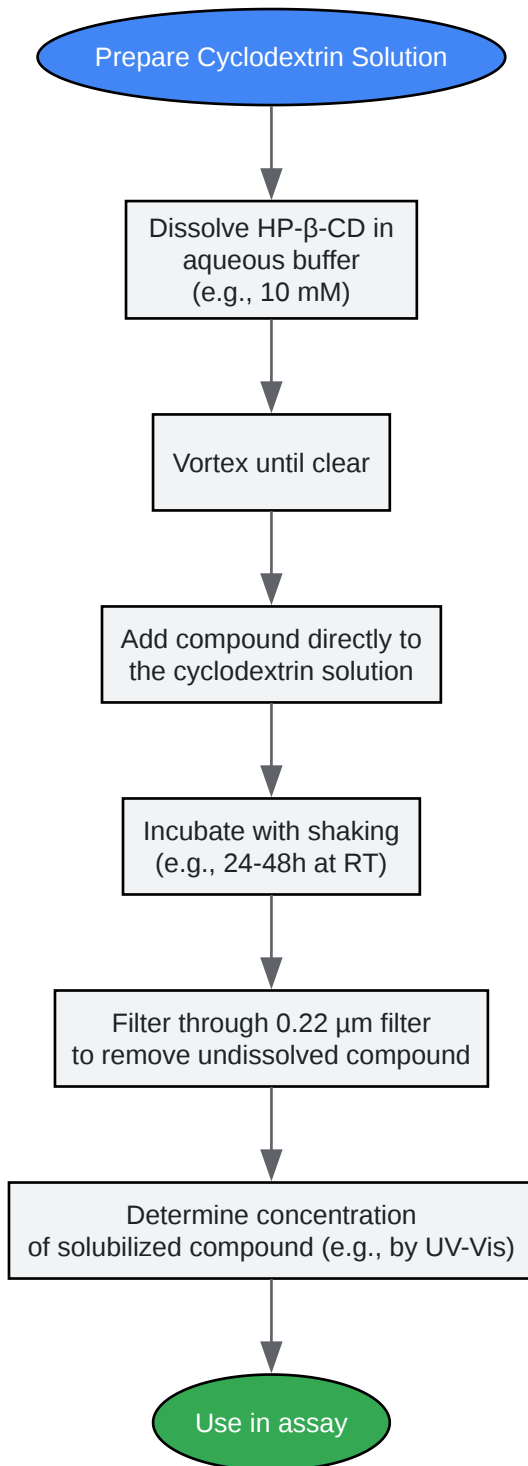 Prepare Cyclodextrin Solution
Dissolve HP-β-CD in
aqueous buffer
(e.g., 10 mM)
Vortex until clear
Add compound directly to
the cyclodextrin solution
Incubate with shaking
(e.g., 24-48h at RT)
Filter through 0.22 µm filter
to remove undissolved compound
Determine concentration
of solubilized compound (e.g., by UV-Vis)
Use in assay